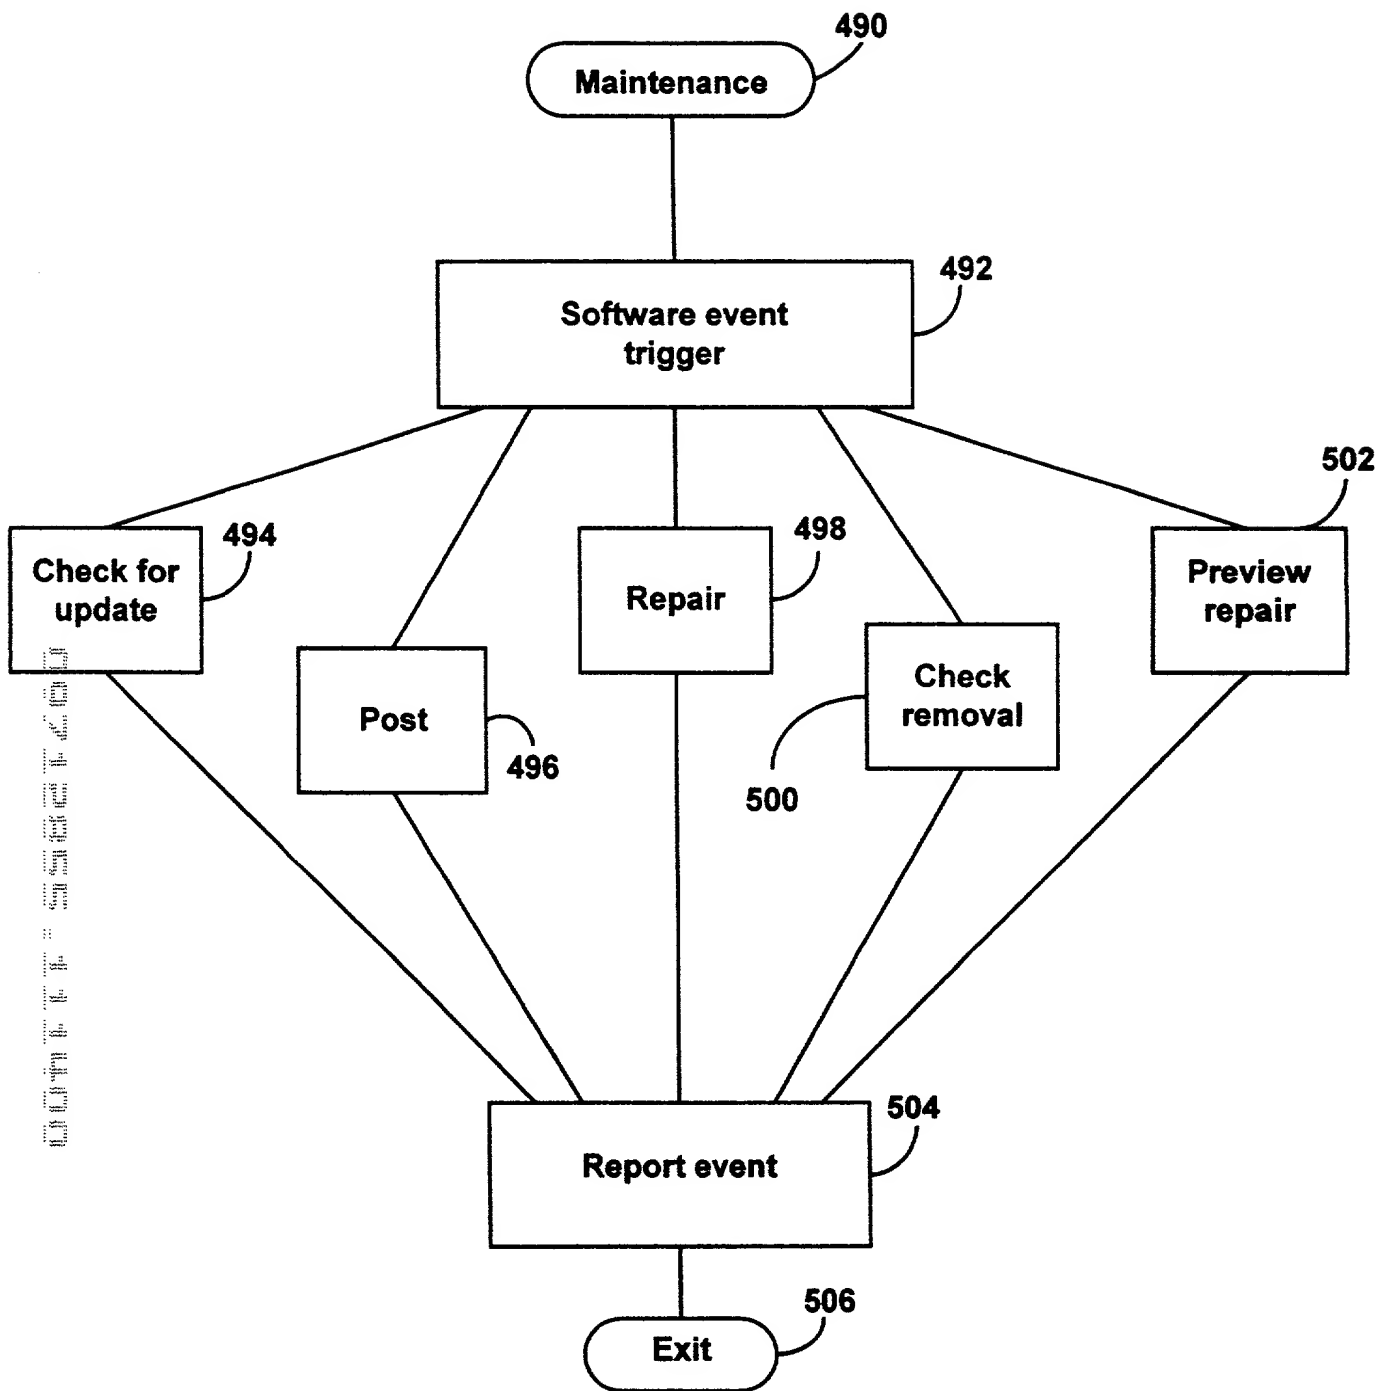 490
Maintenance
492
Software event
trigger
502
494
498
Check for
update
Repair
Preview
repair
Post
496
Check
removal
500
504
Report event
506
Exit